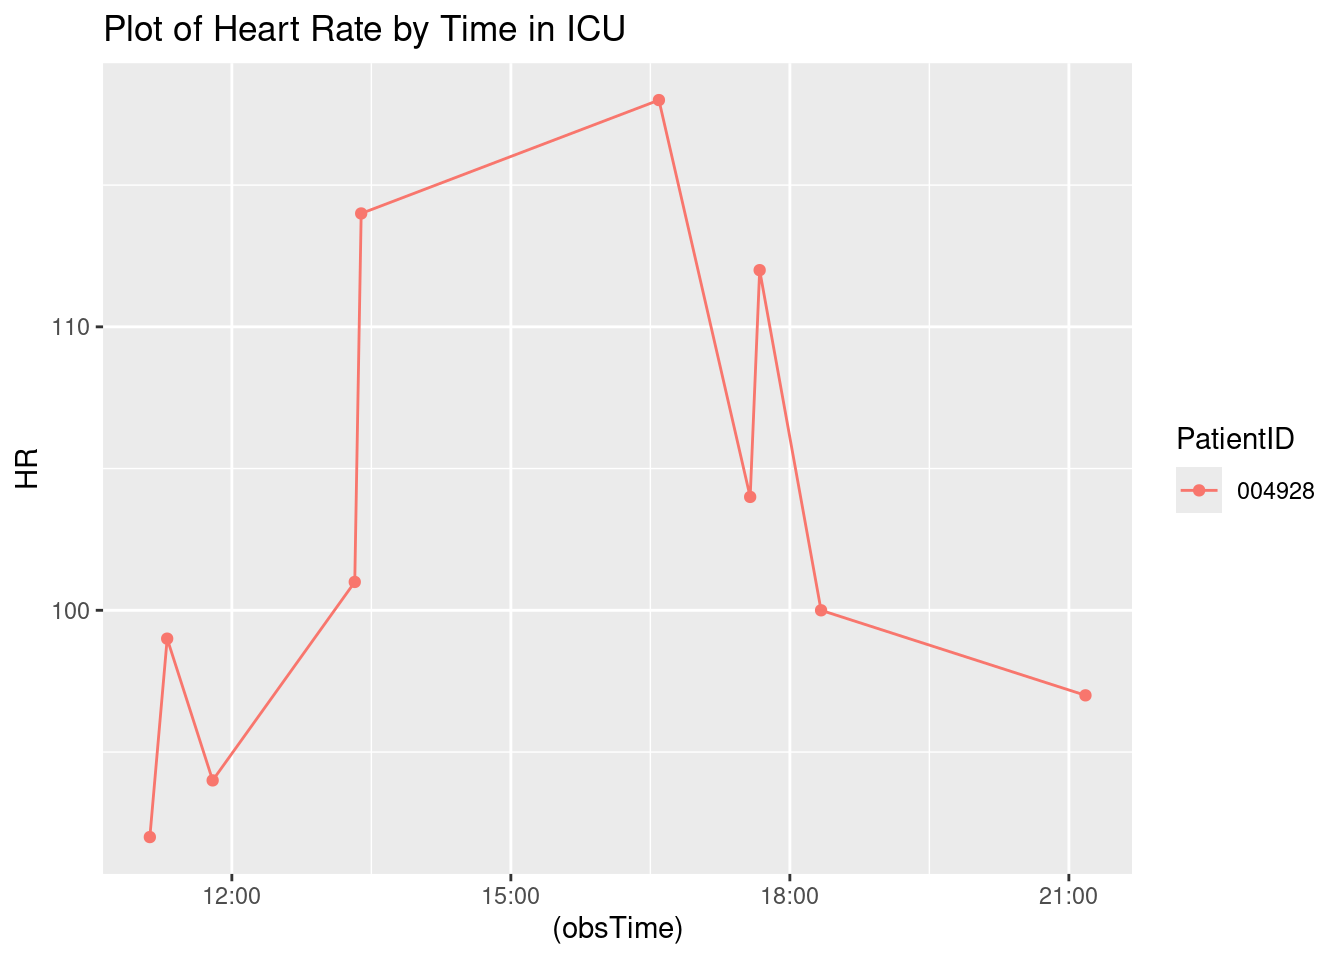 Plot of Heart Rate by Time in ICU
HR
110
100
12:00
15:00
18:00
21:00
(obsTime)
PatientID
004928